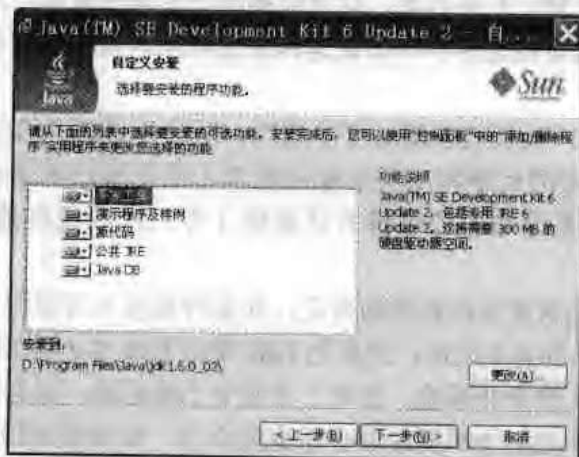 Java(TM) SE Development Kit 6 Update 2 - 自...
Java
自定义安装
选择要安装的程序功能。
Sun
请从下面的列表中选择要安装的可选功能。安装完成后，您可以使用"控制面板"中的"添加/删除程
序"实用程序来更改您选择的功能
功能说明
Java(TM) SE Development Kit 6
Update 2，包括专用 JRE 6
Update 2。这将需要 300 MB 的
硬盘驱动器空间。
演示程序及样例
源代码
公共 JRE
Java DB
安装到:
D:\Program Files\Java\jdk1.6.0_02\
更改(A)...
< 上一步(B)
下一步(N) >
取消